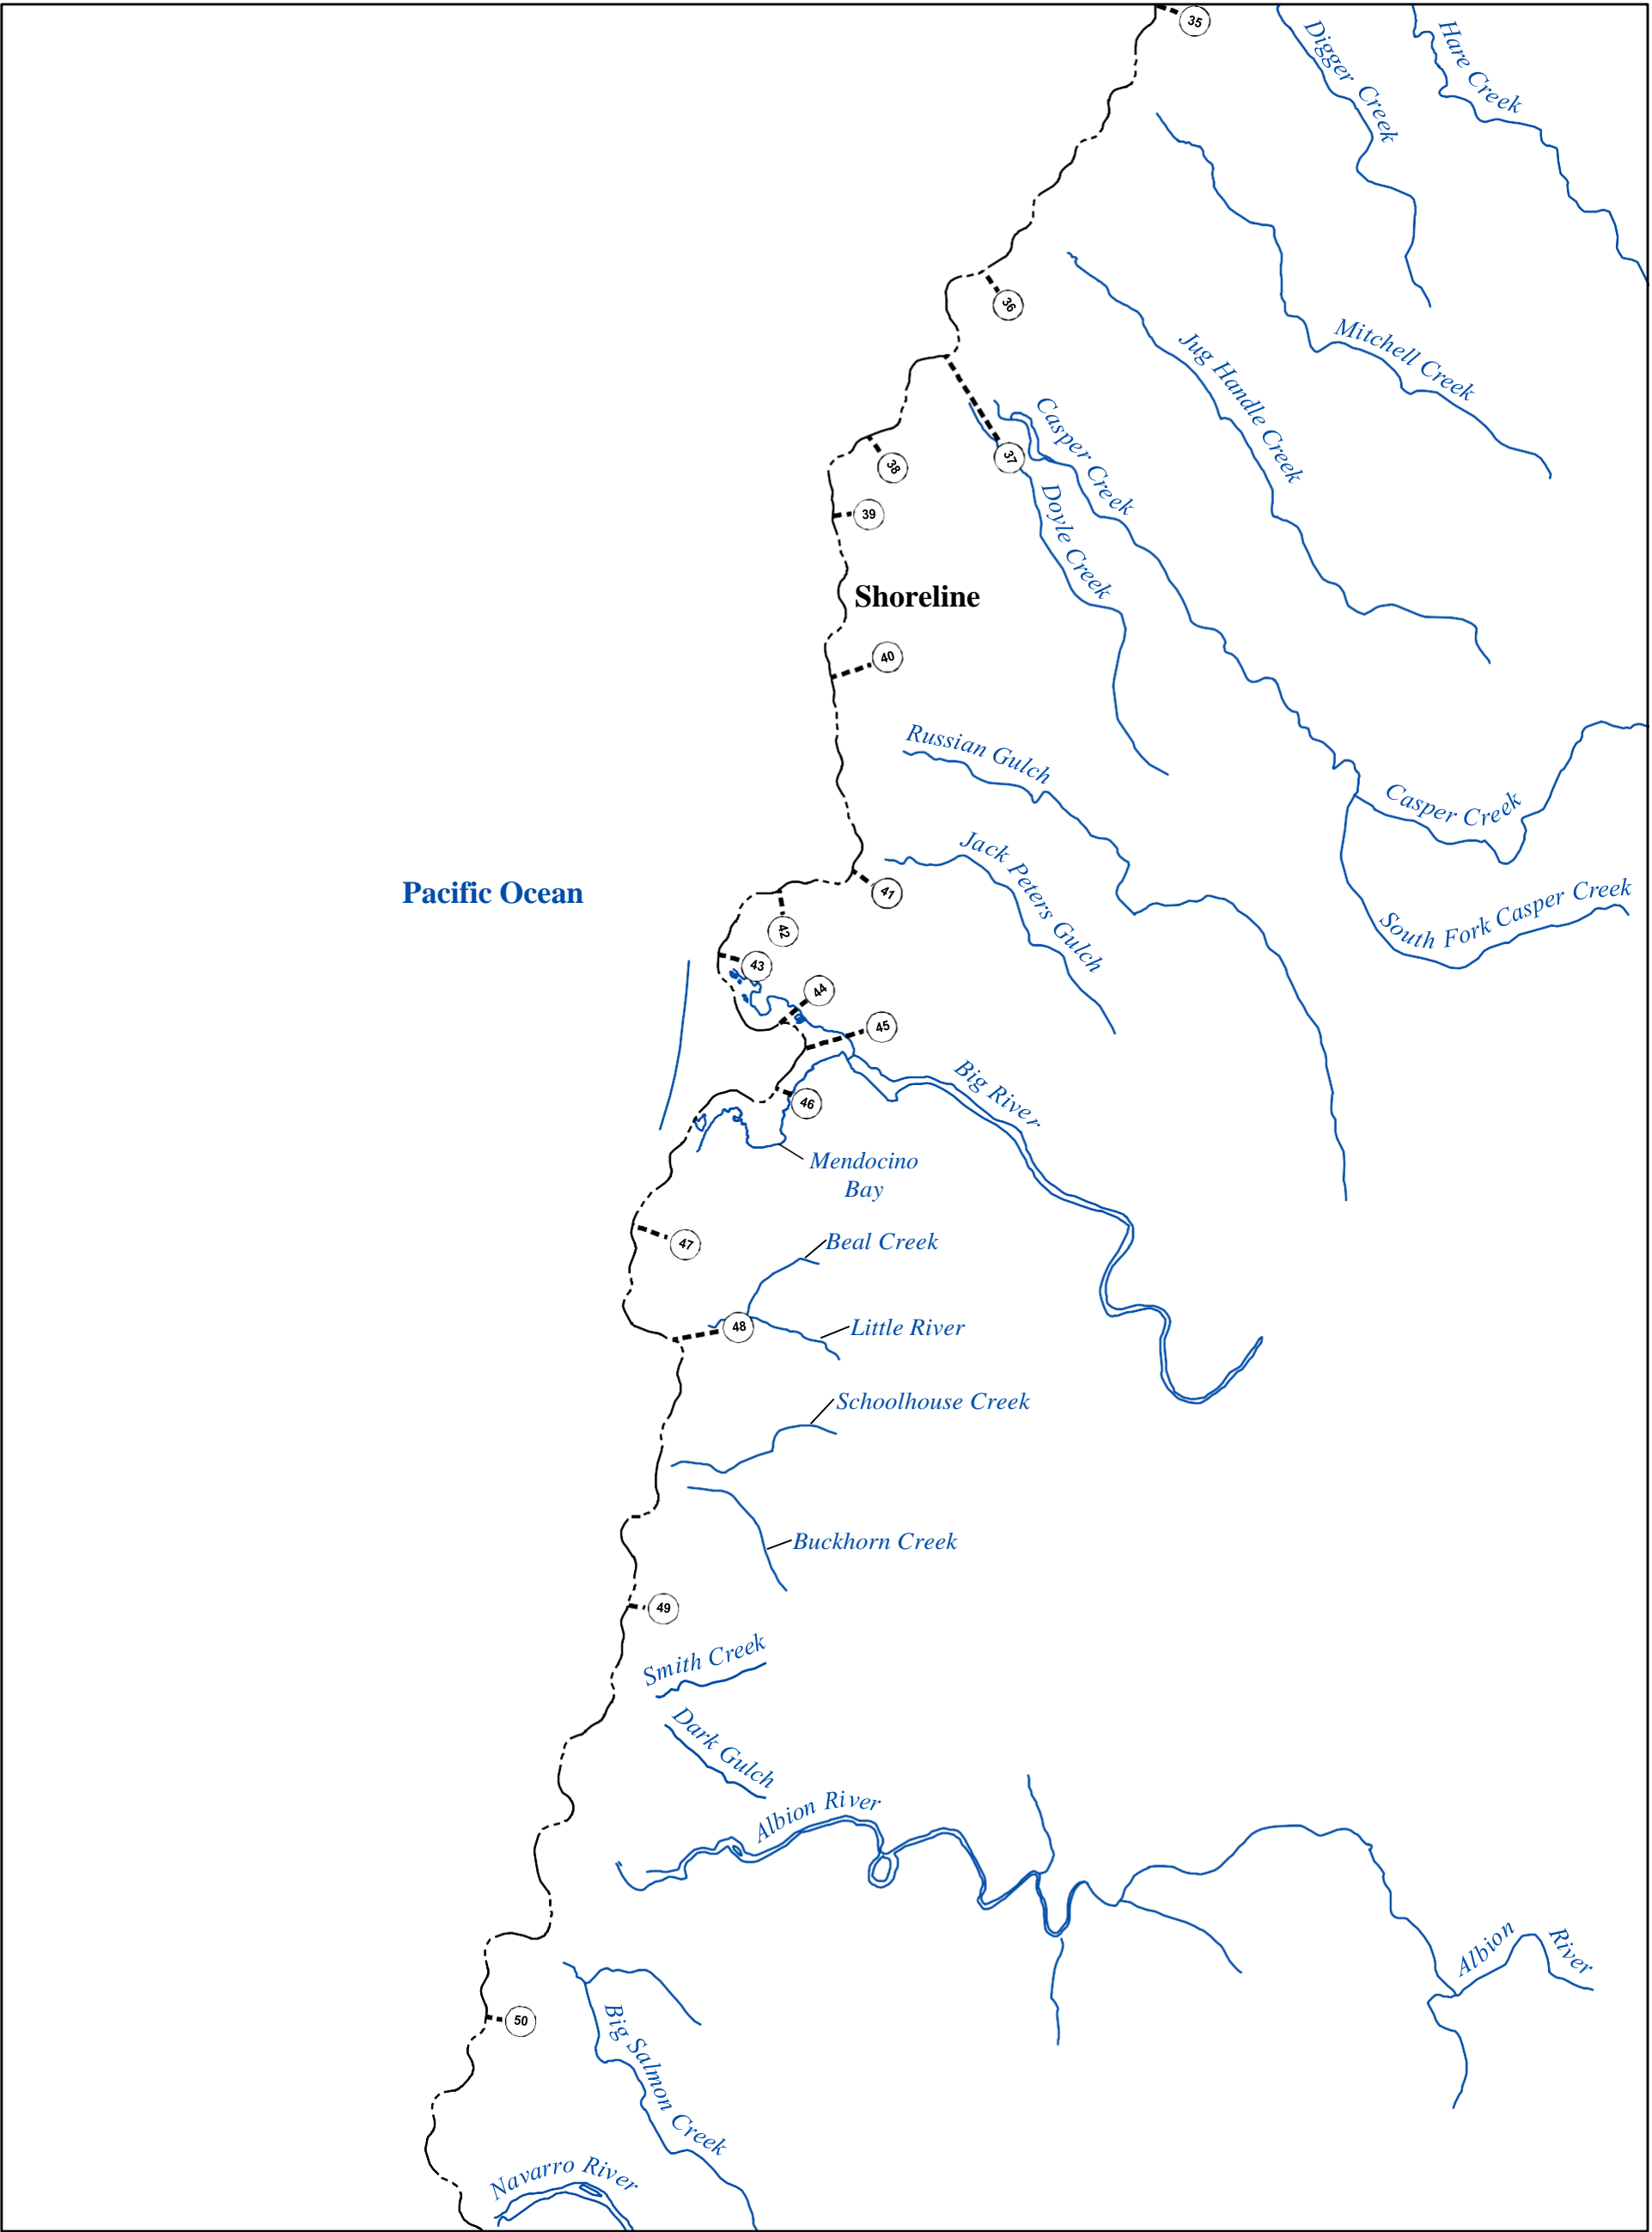 35
Digger Creek
Hare Creek
36
Mitchell Creek
Jug Handle Creek
37
Casper Creek
38
Doyle Creek
39
Shoreline
40
Russian Gulch
Casper Creek
Jack Peters Gulch
Pacific Ocean
41
South Fork Casper Creek
42
43
44
45
Big River
46
Mendocino
Bay
47
Beal Creek
48
Little River
Schoolhouse Creek
Buckhorn Creek
49
Smith Creek
Dark Gulch
Albion River
Albion River
50
Big Salmon Creek
Navarro River